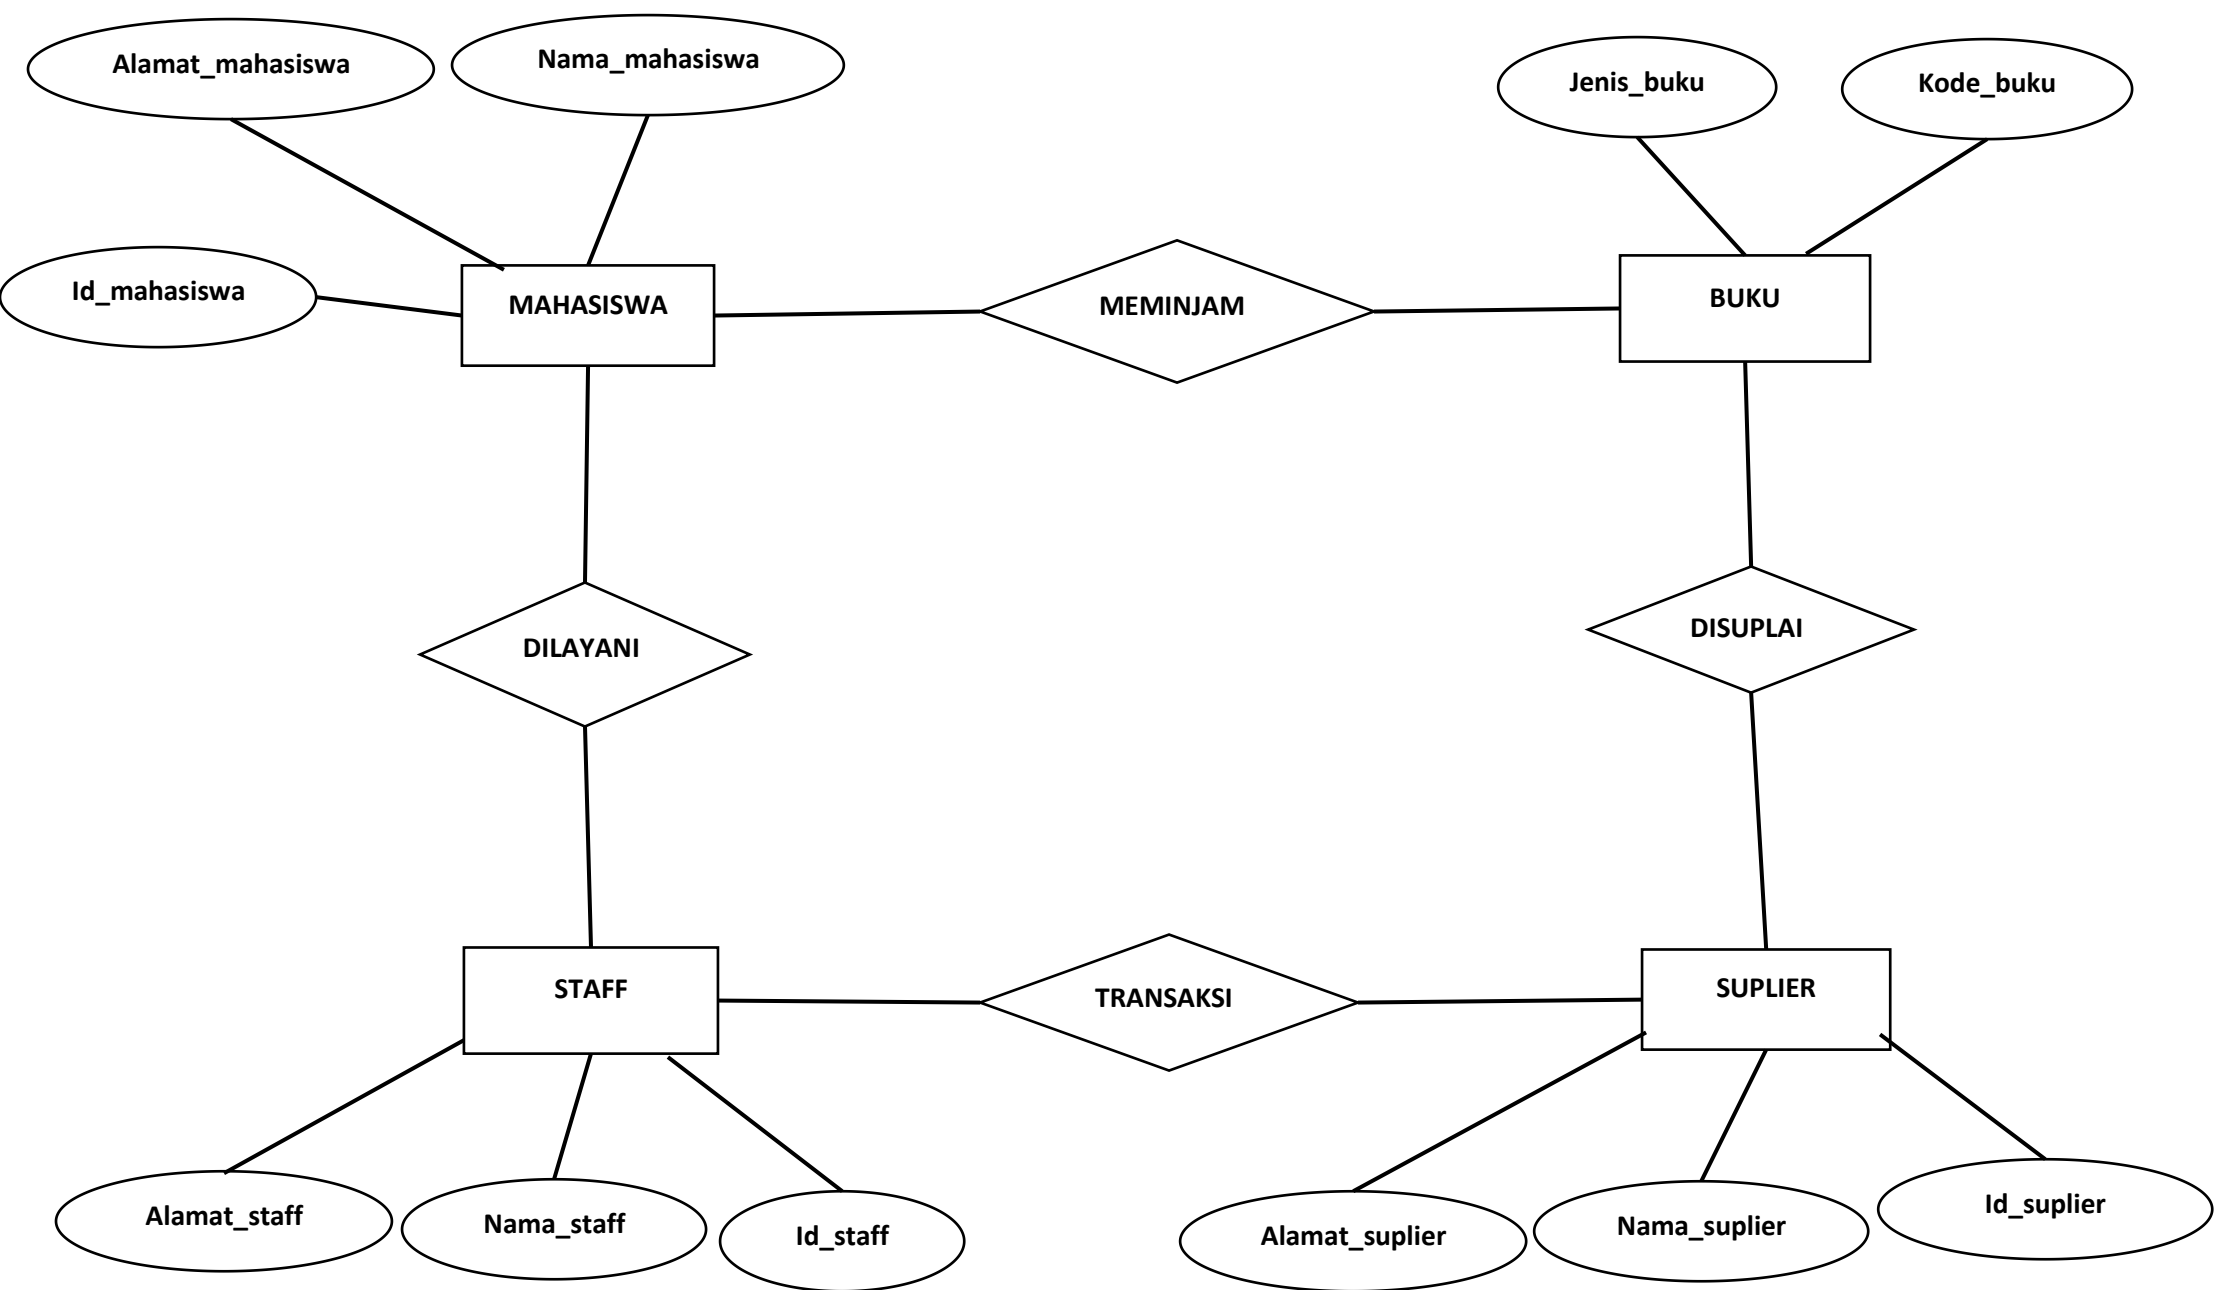 Alamat_mahasiswa
Nama_mahasiswa
Jenis_buku
Kode_buku
Id_mahasiswa
MAHASISWA
MEMINJAM
BUKU
DILAYANI
DISUPLAI
STAFF
TRANSAKSI
SUPLIER
Alamat_staff
Nama_staff
Id_staff
Alamat_suplier
Nama_suplier
Id_suplier